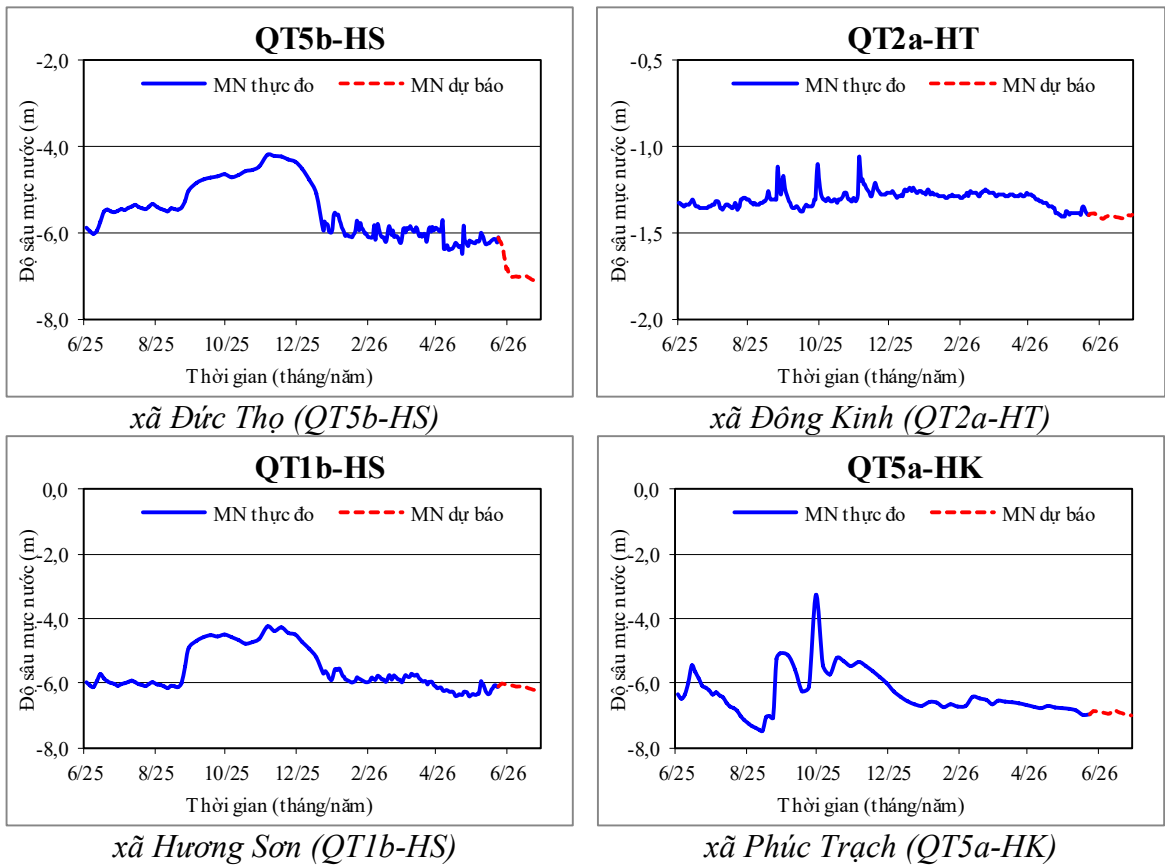 QT5b-HS
-2,0
-4,0
-6,0
-8,0
Độ sâu mực nước (m)
MN thực đo
MN dự báo
6/25 8/25 10/25 12/25 2/26 4/26 6/26
Thời gian (tháng/năm)
xã Đức Thọ (QT5b-HS)
QT2a-HT
-0,5
-1,0
-1,5
-2,0
Độ sâu mực nước (m)
MN thực đo
MN dự báo
6/25 8/25 10/25 12/25 2/26 4/26 6/26
Thời gian (tháng/năm)
xã Đông Kinh (QT2a-HT)
QT1b-HS
0,0
-2,0
-4,0
-6,0
-8,0
Độ sâu mực nước (m)
MN thực đo
MN dự báo
6/25 8/25 10/25 12/25 2/26 4/26 6/26
Thời gian (tháng/năm)
xã Hương Sơn (QT1b-HS)
QT5a-HK
0,0
-2,0
-4,0
-6,0
-8,0
Độ sâu mực nước (m)
MN thực đo
MN dự báo
6/25 8/25 10/25 12/25 2/26 4/26 6/26
Thời gian (tháng/năm)
xã Phúc Trạch (QT5a-HK)